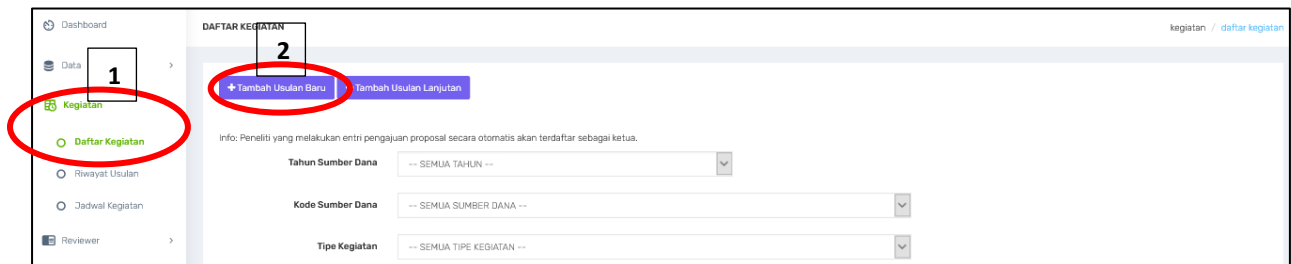 Dashboard
DAFTAR KEGIATAN
kegiatan / daftar kegiatan
2
Data
1
+ Tambah Usulan Baru
Tambah Usulan Lanjutan
Kegiatan
Info: Peneliti yang melakukan entri pengajuan proposal secara otomatis akan terdaftar sebagai ketua.
Daftar Kegiatan
Tahun Sumber Dana
-- SEMUA TAHUN --
Riwayat Usulan
Kode Sumber Dana
-- SEMUA SUMBER DANA --
Jadwal Kegiatan
Reviewer
Tipe Kegiatan
-- SEMUA TIPE KEGIATAN --